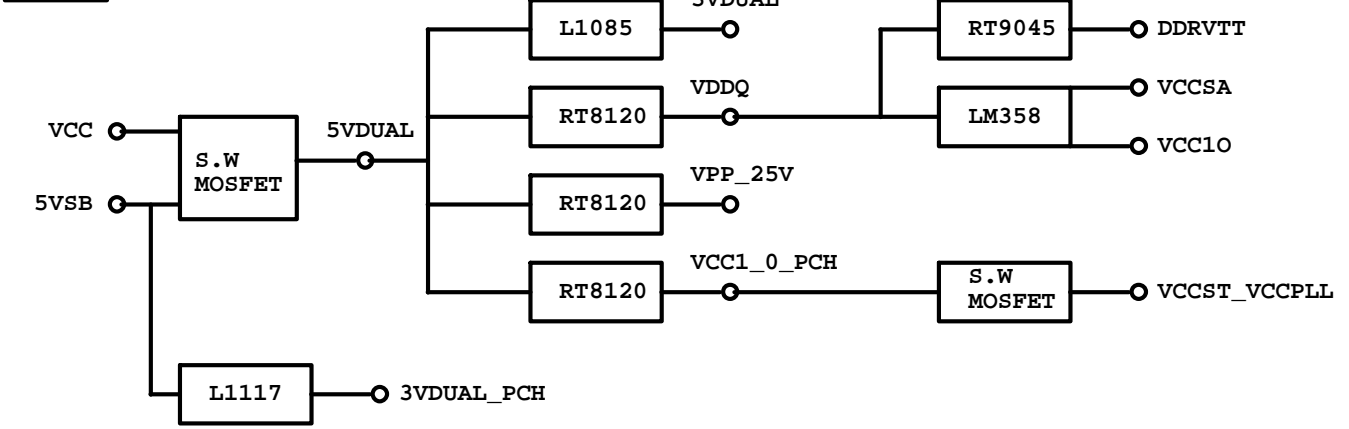 3VDUAL
L1085
RT9045
DDRVTT
VDDQ
RT8120
LM358
VCCSA
VCC1O
VCC
5VDUAL
S.W
MOSFET
5VSB
VPP_25V
RT8120
VCC1_0_PCH
RT8120
S.W
MOSFET
VCCST_VCCPLL
L1117
3VDUAL_PCH